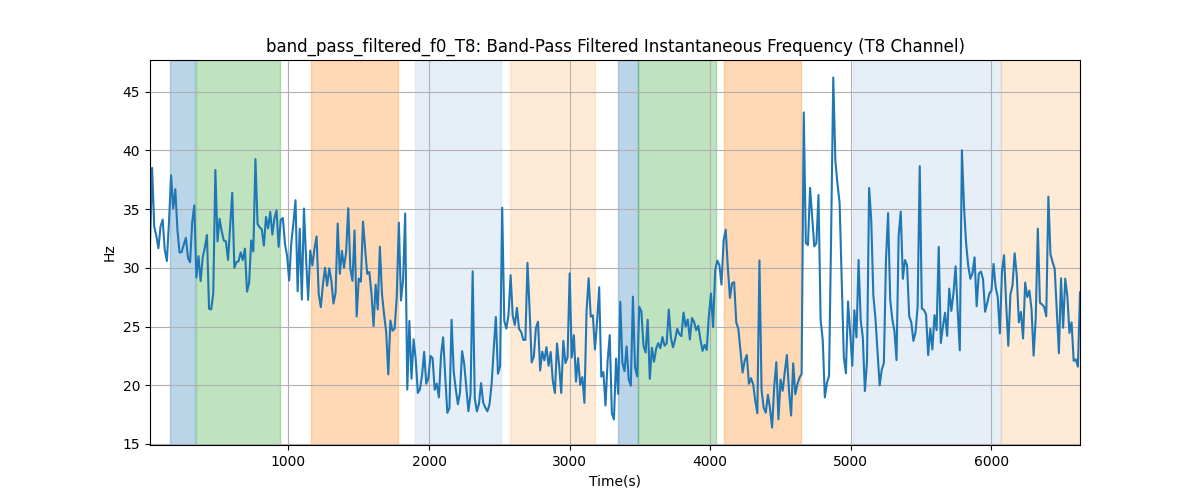 band_pass_filtered_f0_T8: Band-Pass Filtered Instantaneous Frequency (T8 Channel)
45
40
35
30
25
20
15
Hz
1000 2000 3000 4000 5000 6000
Time(s)